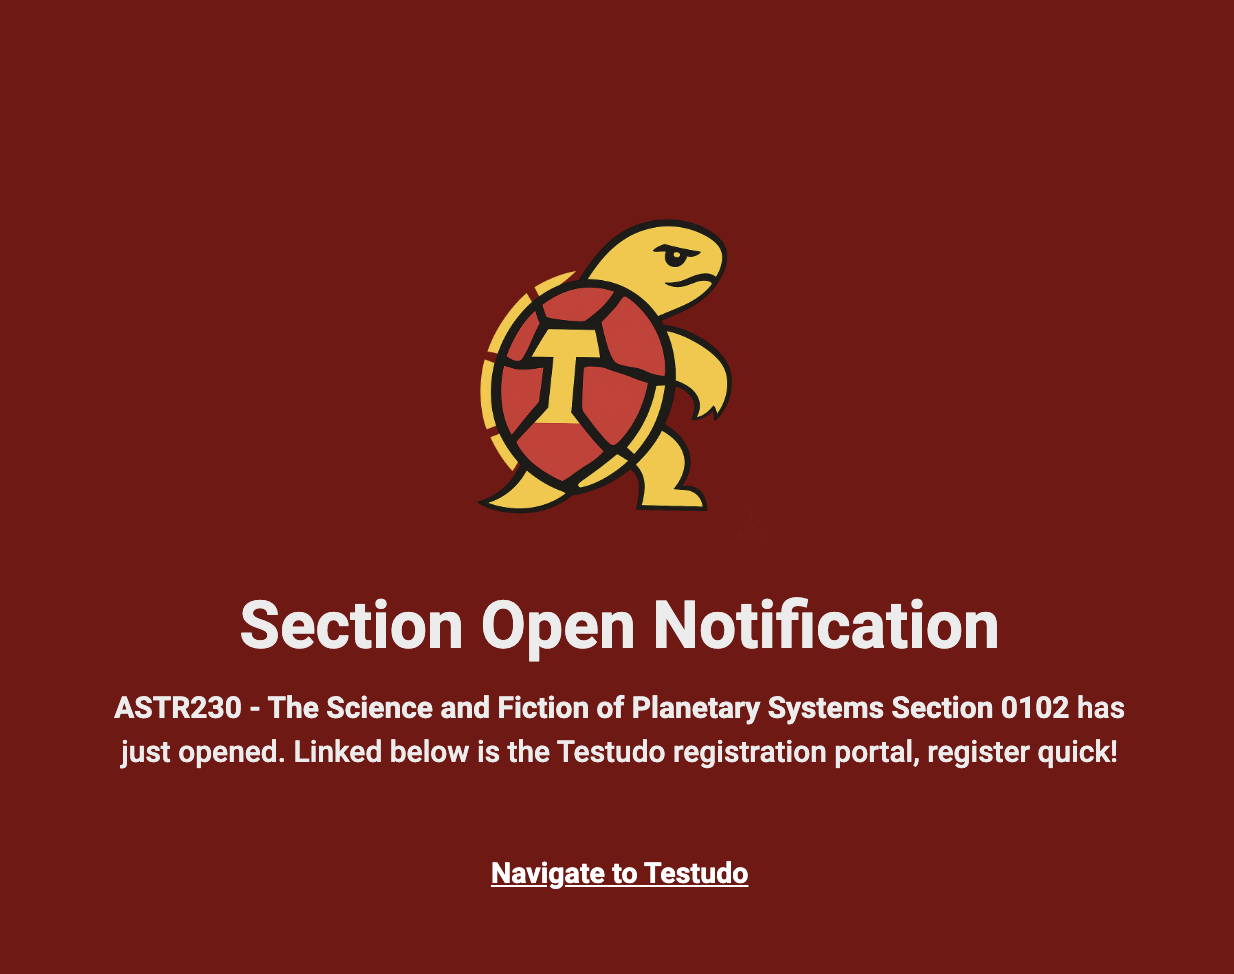 T
Section Open Notification
ASTR230 - The Science and Fiction of Planetary Systems Section 0102 has
just opened. Linked below is the Testudo registration portal, register quick!
Navigate to Testudo